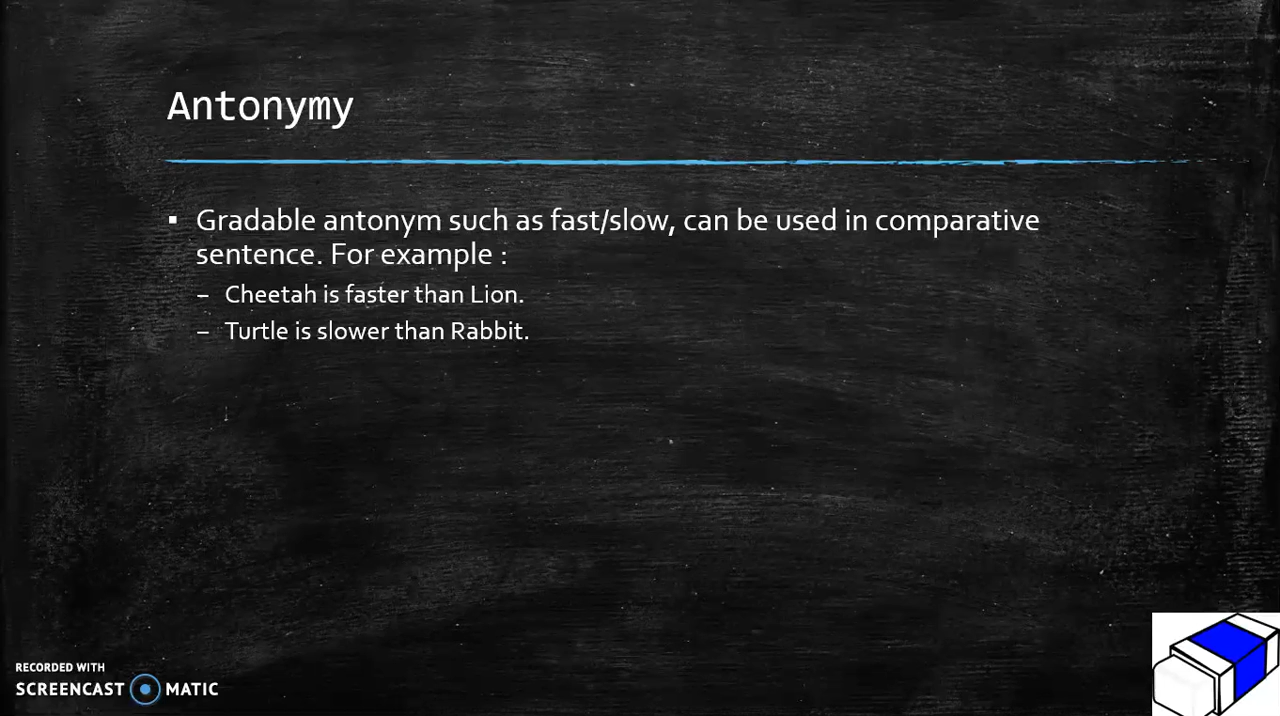 Antonymy
▪ Gradable antonym such as fast/slow, can be used in comparative
sentence. For example :
– Cheetah is faster than Lion.
– Turtle is slower than Rabbit.
RECORDED WITH
SCREENCAST MATIC